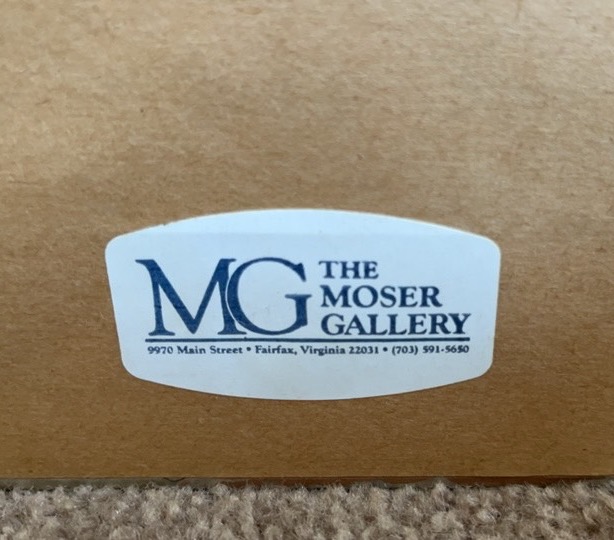 MG THE
MOSER
GALLERY
9970 Main Street • Fairfax, Virginia 22031 • (703) 591-5650